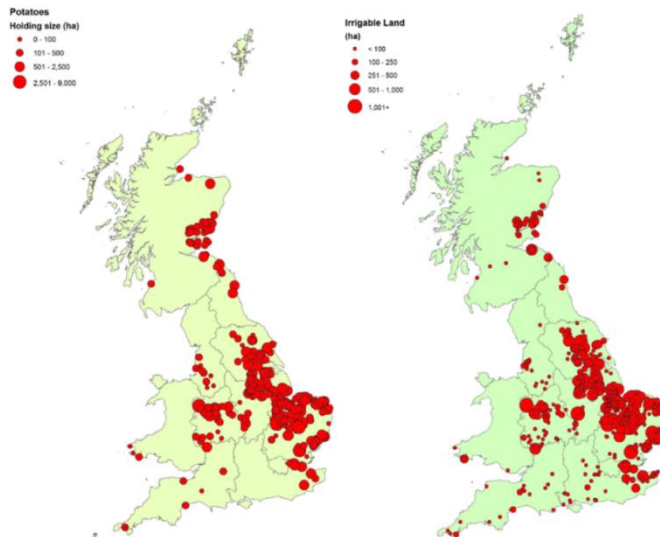 Potatoes
Holding size (ha)
0 - 100
101 - 500
501 - 2,500
2,501 - 9,000
Irrigable Land
(ha)
< 100
100 - 250
251 - 500
501 - 1,000
1,001+